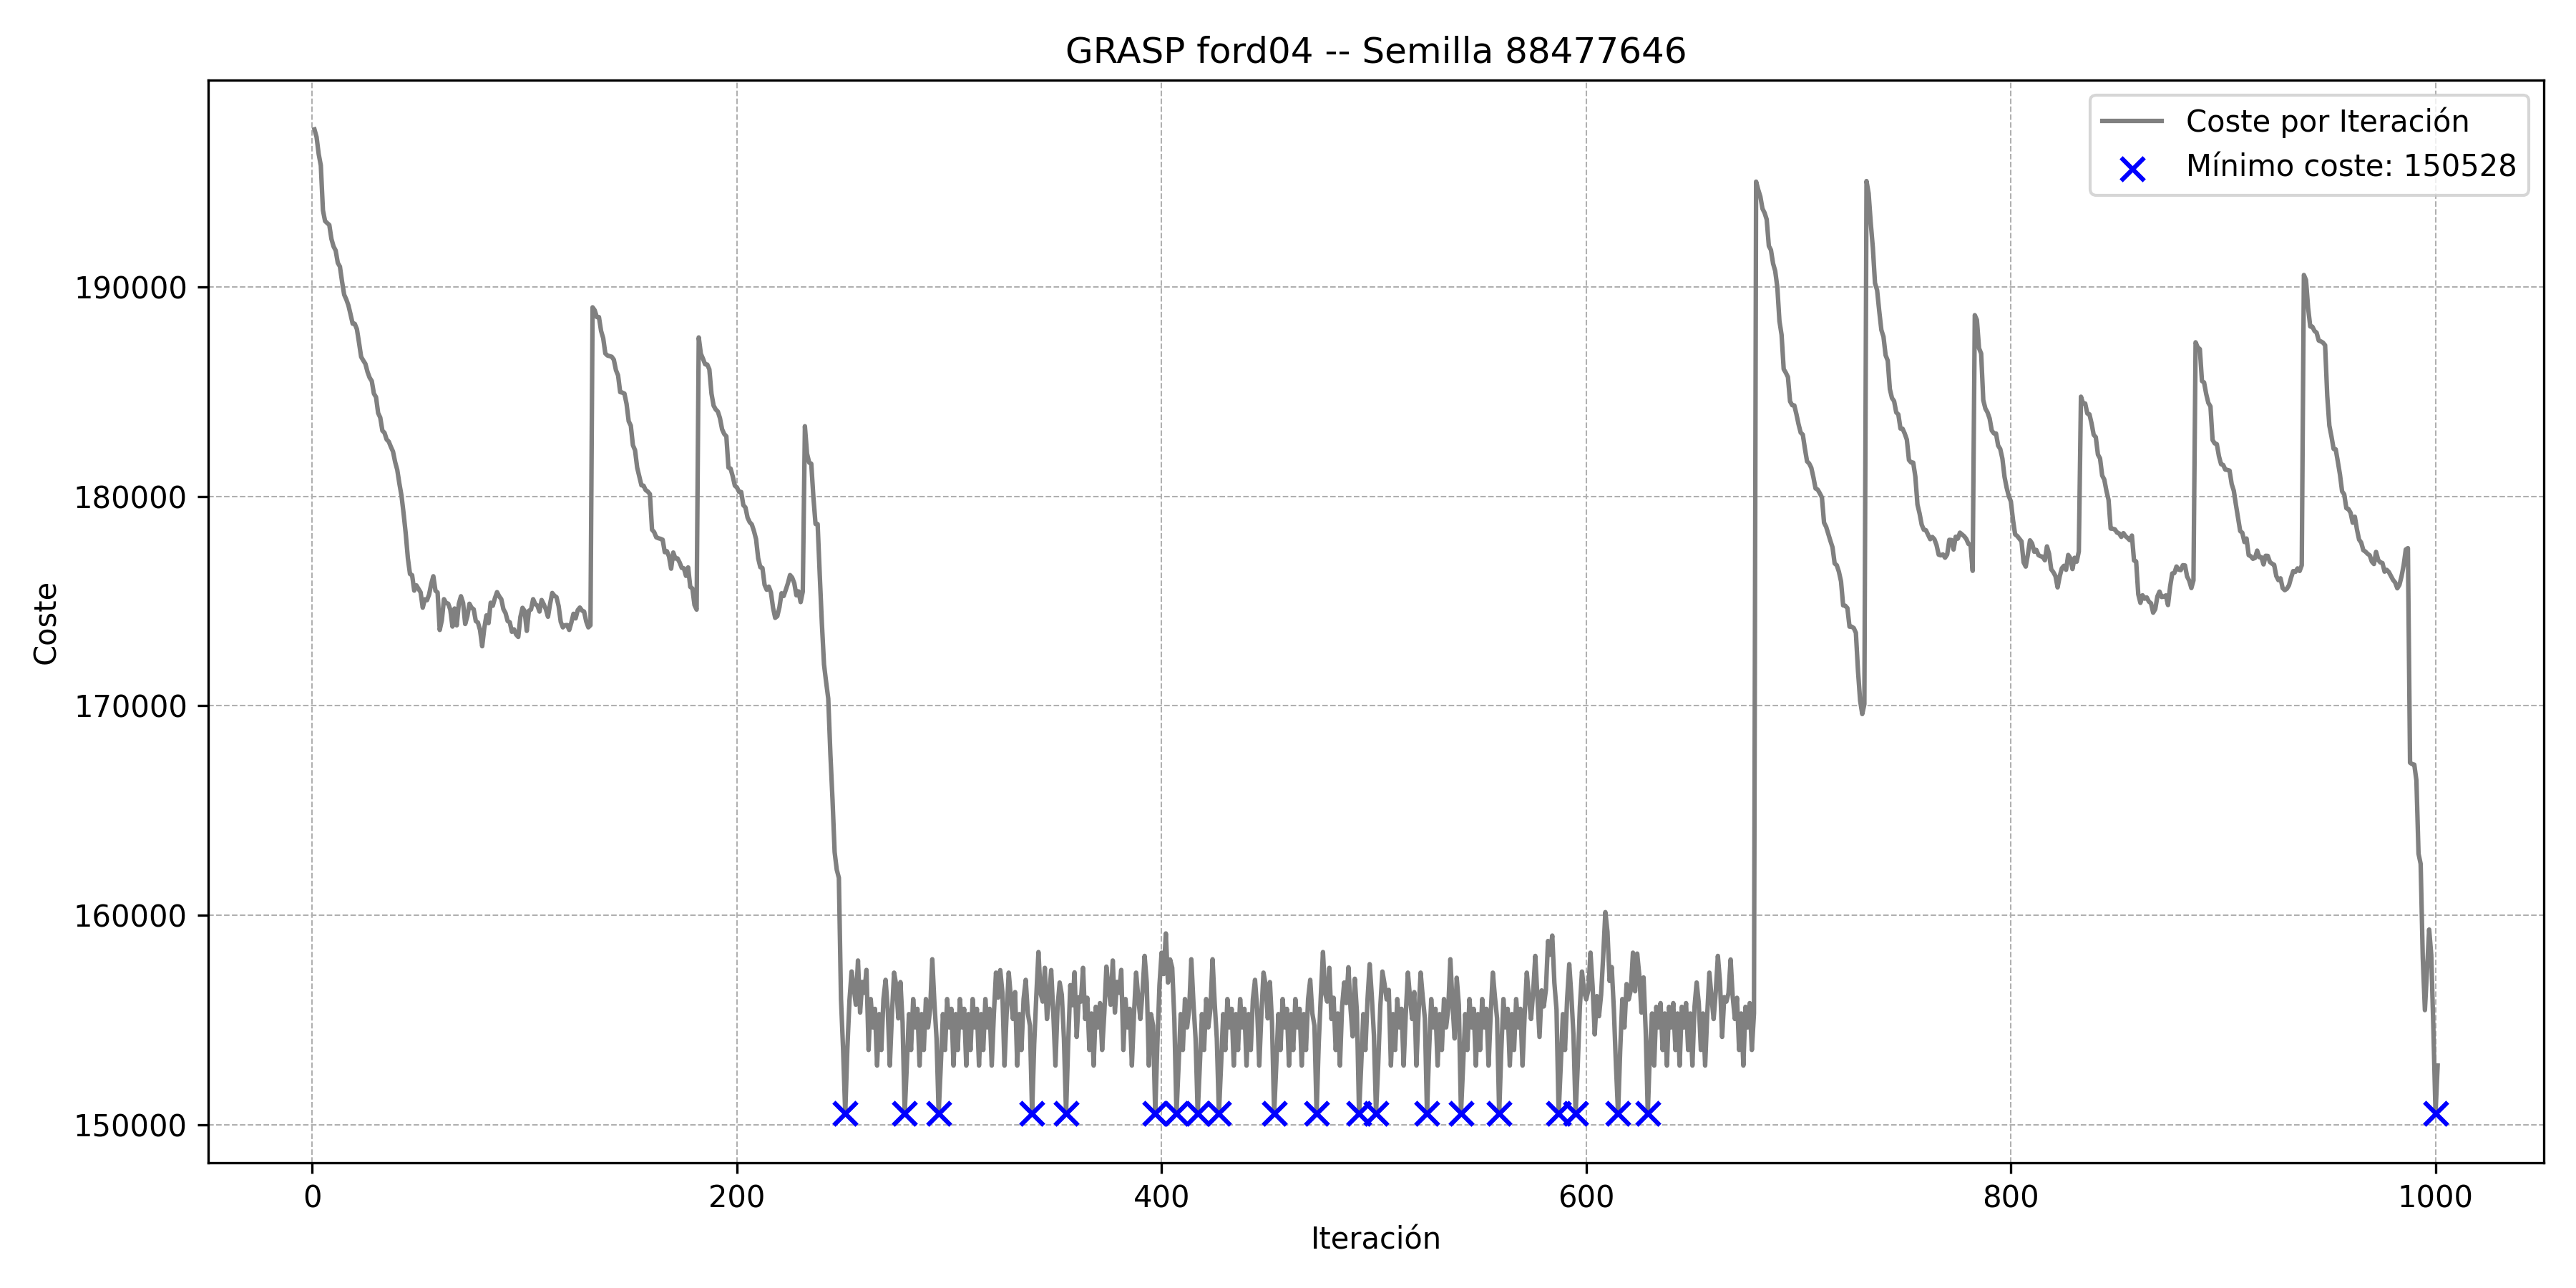 GRASP ford04 -- Semilla 88477646
Coste por Iteración
Mínimo coste: 150528
Coste
190000
180000
170000
160000
150000
0 200 400 600 800 1000
Iteración